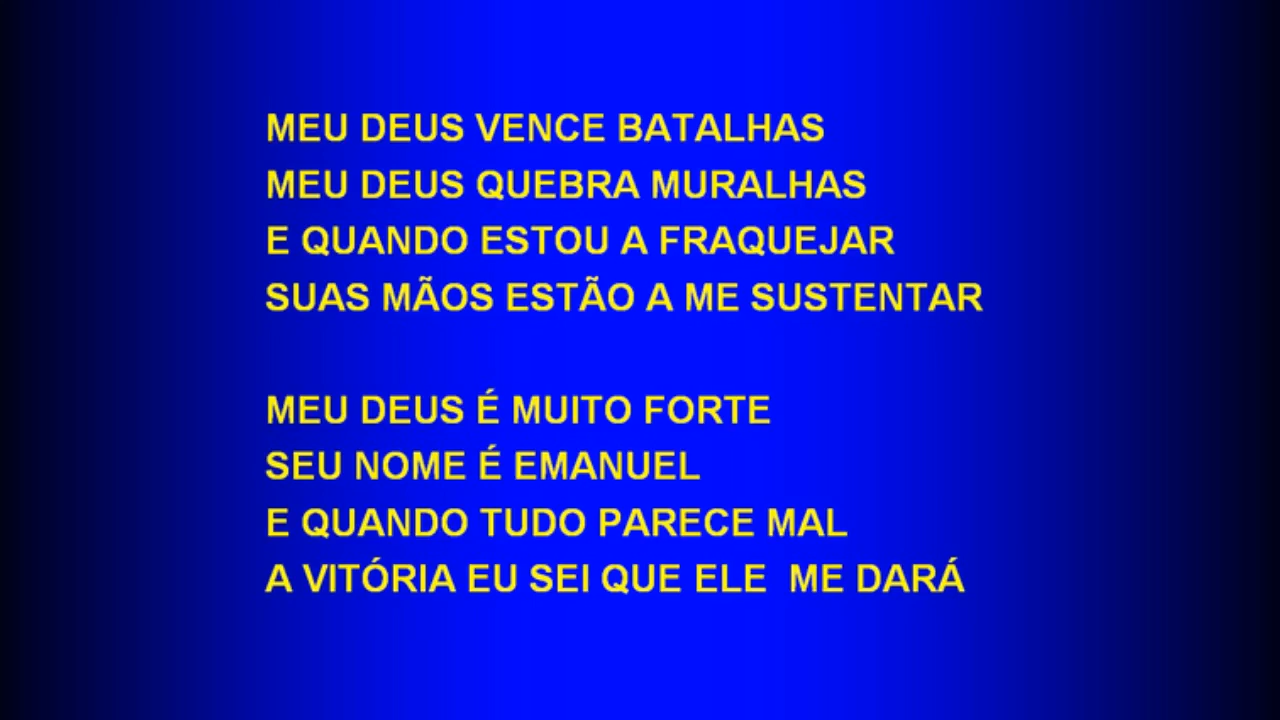 MEU DEUS VENCE BATALHAS
MEU DEUS QUEBRA MURALHAS
E QUANDO ESTOU A FRAQUEJAR
SUAS MÃOS ESTÃO A ME SUSTENTAR
MEU DEUS É MUITO FORTE
SEU NOME É EMANUEL
E QUANDO TUDO PARECE MAL
A VITÓRIA EU SEI QUE ELE  ME DARÁ